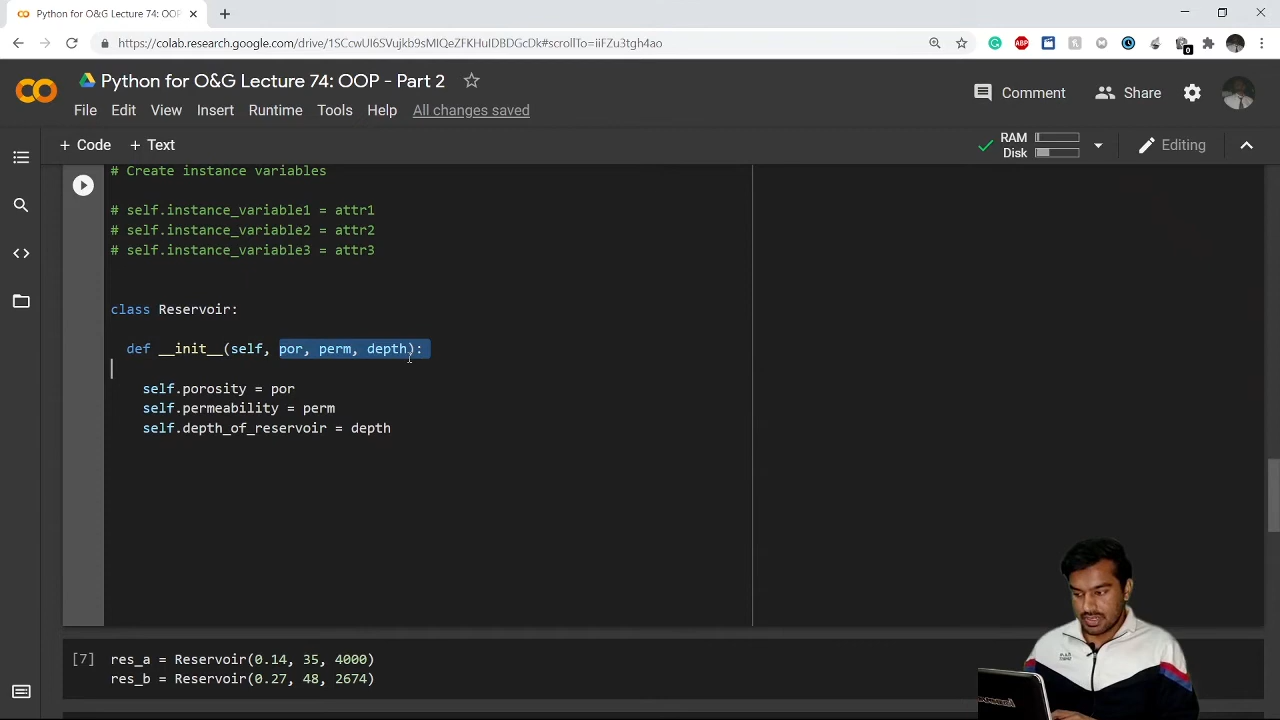 Python for O&G Lecture 74: OOP
https://colab.research.google.com/drive/
Python for O&G Lecture 74: OOP - Part 2
File Edit View Insert Runtime Tools Help All changes saved
Comment Share
+ Code + Text
RAM
Disk
Editing
# Create instance variables
# self.instance_variable1 = attr1
# self.instance_variable2 = attr2
# self.instance_variable3 = attr3
class Reservoir:
def __init__(self, por, perm, depth):
self.porosity = por
self.permeability = perm
self.depth_of_reservoir = depth
[7] res_a = Reservoir(0.14, 35, 4000)
res_b = Reservoir(0.27, 48, 2674)